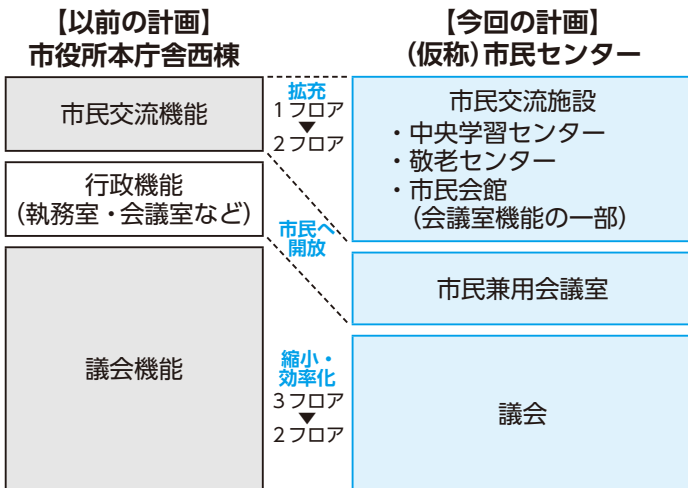 【以前の計画】
市役所本庁舎西棟
市民交流機能
行政機能
(執務室・会議室など)
議会機能
拡充
1フロア
▼
2フロア
市民へ
開放
縮小・
効率化
3フロア
▼
2フロア
【今回の計画】
(仮称)市民センター
市民交流施設
・中央学習センター
・敬老センター
・市民会館
(会議室機能の一部)
市民兼用会議室
議会